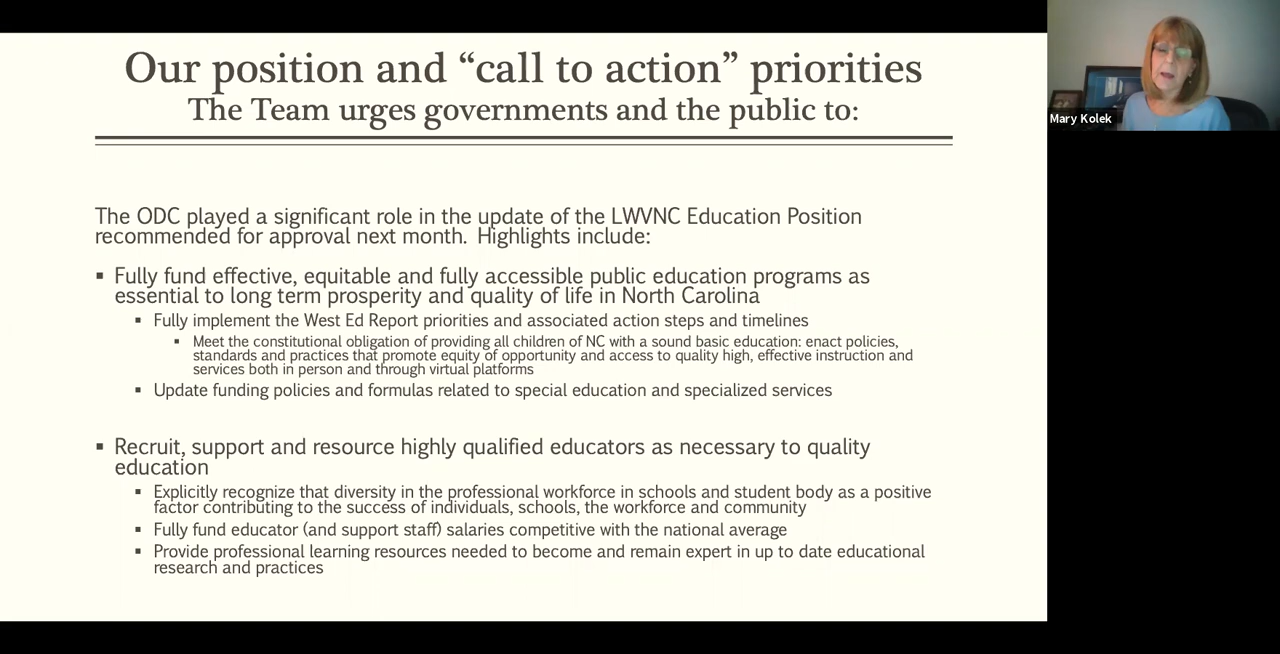 Our position and “call to action” priorities
The Team urges governments and the public to:
The ODC played a significant role in the update of the LWVNC Education Position
recommended for approval next month. Highlights include:
▪ Fully fund effective, equitable and fully accessible public education programs as
essential to long term prosperity and quality of life in North Carolina
▪ Fully implement the West Ed Report priorities and associated action steps and timelines
▪ Meet the constitutional obligation of providing all children of NC with a sound basic education: enact policies,
standards and practices that promote equity of opportunity and access to quality high, effective instruction and
services both in person and through virtual platforms
▪ Update funding policies and formulas related to special education and specialized services
▪ Recruit, support and resource highly qualified educators as necessary to quality
education
▪ Explicitly recognize that diversity in the professional workforce in schools and student body as a positive
factor contributing to the success of individuals, schools, the workforce and community
▪ Fully fund educator (and support staff) salaries competitive with the national average
▪ Provide professional learning resources needed to become and remain expert in up to date educational
research and practices
Mary Kolek